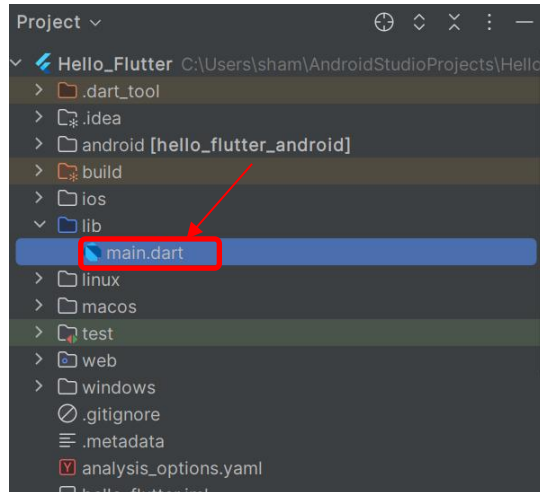 Project
Hello_Flutter C:\Users\sham\AndroidStudioProjects\Hello
.dart_tool
.idea
android [hello_flutter_android]
build
ios
lib
main.dart
linux
macos
test
web
windows
.gitignore
.metadata
analysis_options.yaml